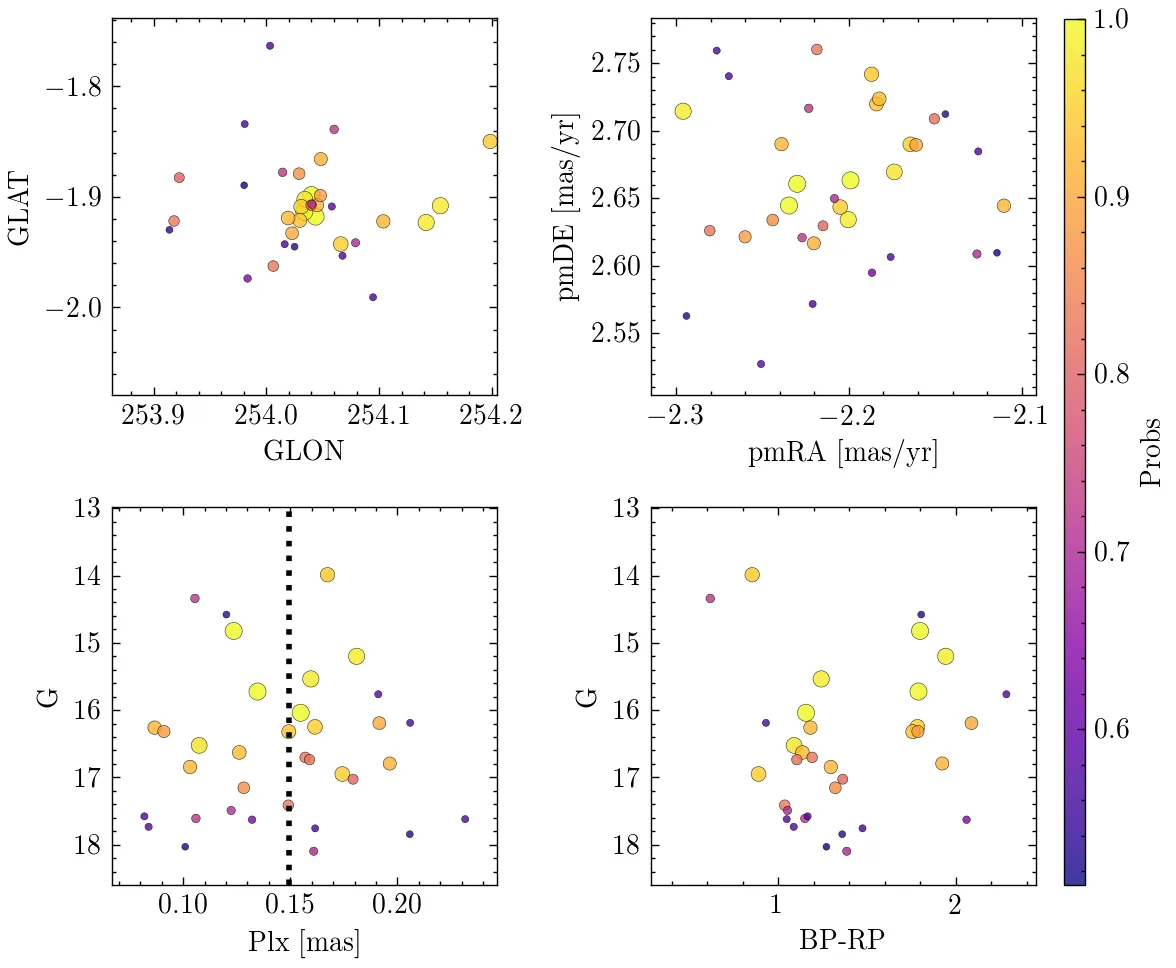 −1.8
−1.9
−2.0
GLAT
253.9 254.0 254.1 254.2
GLON
2.75
2.70
2.65
2.60
2.55
pmDE [mas/yr]
−2.3 −2.2 −2.1
pmRA [mas/yr]
1.0
0.9
0.8
0.7
0.6
Probs
13
14
15
16
17
18
G
0.10 0.15 0.20
Plx [mas]
13
14
15
16
17
18
G
1 2
BP-RP